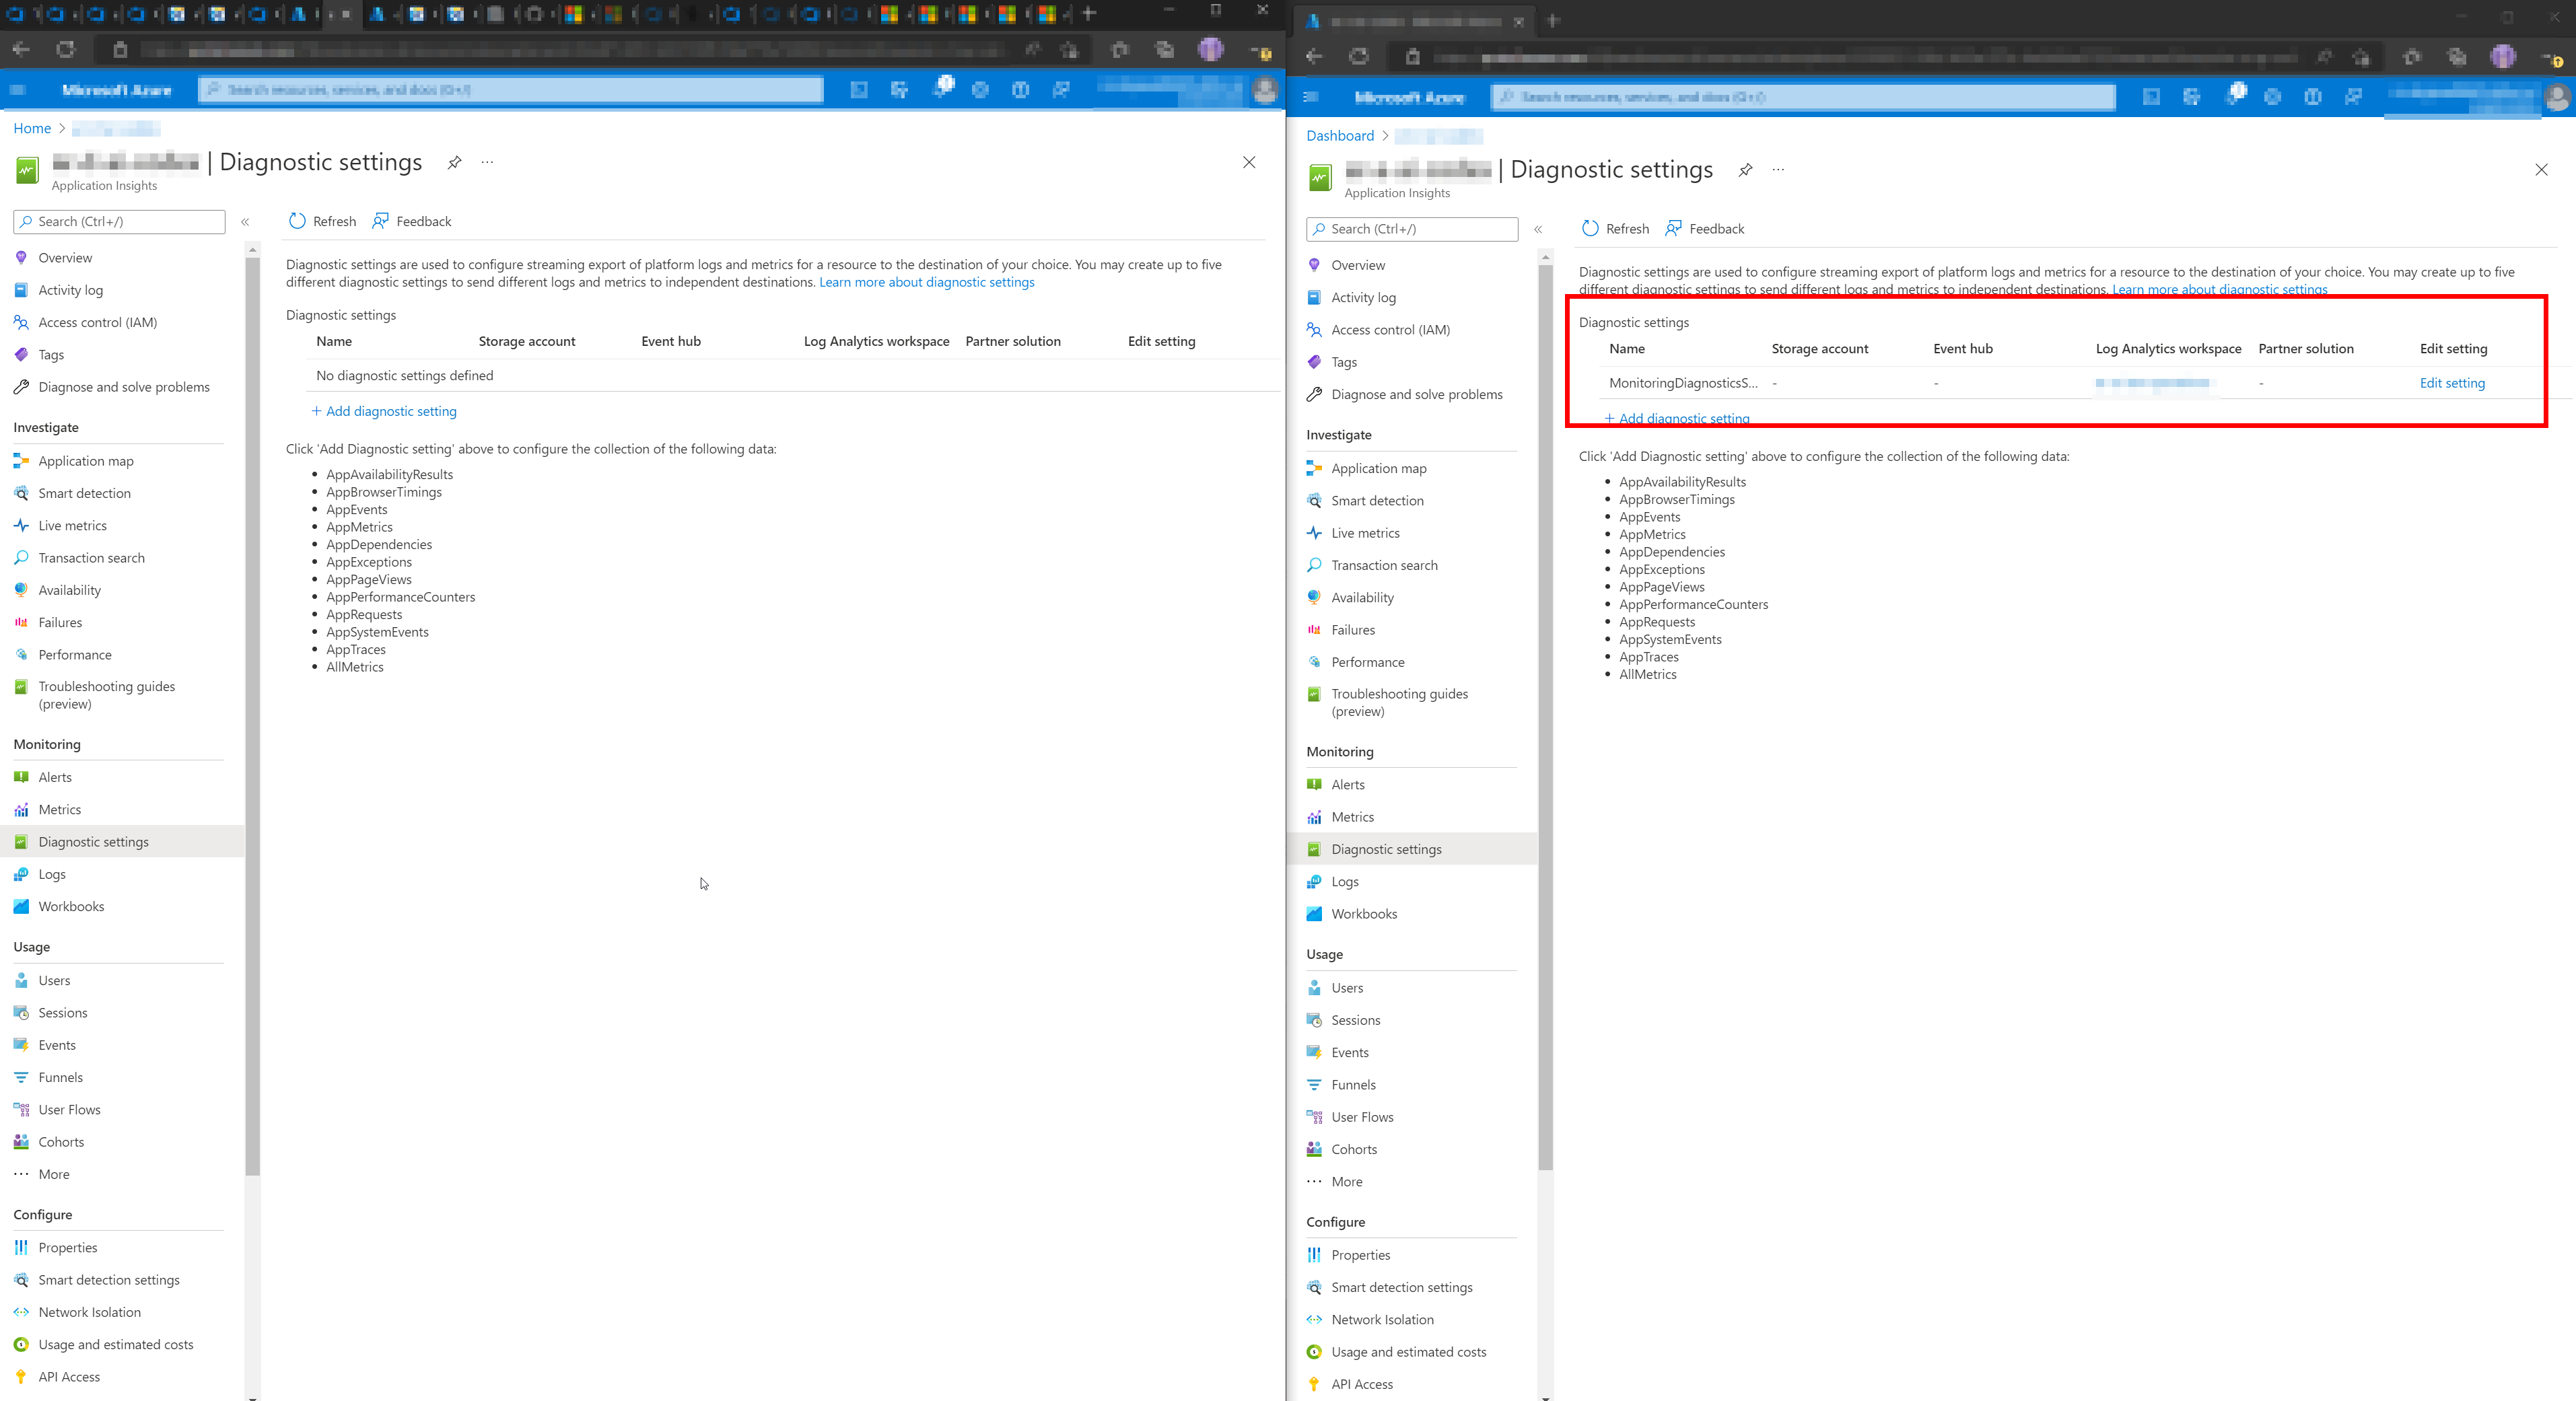 Microsoft Azure
Search resources, services, and docs (G+/)
Home
| Diagnostic settings
Application Insights
Search (Ctrl+/)
Refresh
Feedback
Overview
Activity log
Access control (IAM)
Tags
Diagnose and solve problems
Investigate
Application map
Smart detection
Live metrics
Transaction search
Availability
Failures
Performance
Troubleshooting guides
(preview)
Monitoring
Alerts
Metrics
Diagnostic settings
Logs
Workbooks
Usage
Users
Sessions
Events
Funnels
User Flows
Cohorts
More
Configure
Properties
Smart detection settings
Network Isolation
Usage and estimated costs
API Access
Diagnostic settings are used to configure streaming export of platform logs and metrics for a resource to the destination of your choice. You may create up to five
different diagnostic settings to send different logs and metrics to independent destinations. Learn more about diagnostic settings
Diagnostic settings
Name Storage account Event hub Log Analytics workspace Partner solution Edit setting
No diagnostic settings defined
+ Add diagnostic setting
Click 'Add Diagnostic setting' above to configure the collection of the following data:
AppAvailabilityResults
AppBrowserTimings
AppEvents
AppMetrics
AppDependencies
AppExceptions
AppPageViews
AppPerformanceCounters
AppRequests
AppSystemEvents
AppTraces
AllMetrics
Microsoft Azure
Search resources, services, and docs (G+/)
Dashboard
| Diagnostic settings
Application Insights
Search (Ctrl+/)
Refresh
Feedback
Overview
Activity log
Access control (IAM)
Tags
Diagnose and solve problems
Investigate
Application map
Smart detection
Live metrics
Transaction search
Availability
Failures
Performance
Troubleshooting guides
(preview)
Monitoring
Alerts
Metrics
Diagnostic settings
Logs
Workbooks
Usage
Users
Sessions
Events
Funnels
User Flows
Cohorts
More
Configure
Properties
Smart detection settings
Network Isolation
Usage and estimated costs
API Access
Diagnostic settings are used to configure streaming export of platform logs and metrics for a resource to the destination of your choice. You may create up to five
different diagnostic settings to send different logs and metrics to independent destinations. Learn more about diagnostic settings
Diagnostic settings
Name Storage account Event hub Log Analytics workspace Partner solution Edit setting
MonitoringDiagnosticsS... - - - Edit setting
+ Add diagnostic setting
Click 'Add Diagnostic setting' above to configure the collection of the following data:
AppAvailabilityResults
AppBrowserTimings
AppEvents
AppMetrics
AppDependencies
AppExceptions
AppPageViews
AppPerformanceCounters
AppRequests
AppSystemEvents
AppTraces
AllMetrics